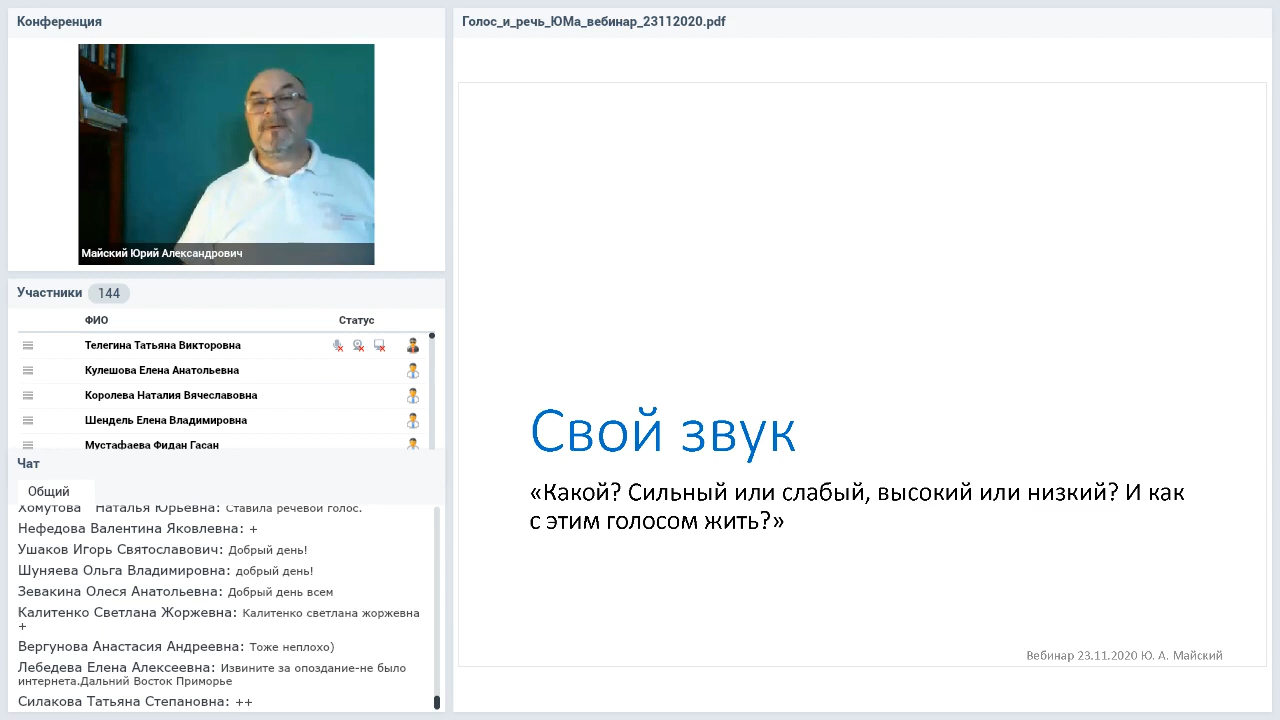 Конференция
Майский Юрий Александрович
Участники 144
ФИО Статус
Телегина Татьяна Викторовна
Кулешова Елена Анатольевна
Королева Наталия Вячеславовна
Шендель Елена Владимировна
Мустафаева Фидан Гасан
Чат
Общий
Хомутова Наталья Юрьевна: Ставила речевой голос.
Нефедова Валентина Яковлевна: +
Ушаков Игорь Святославович: Добрый день!
Шуняева Ольга Владимировна: добрый день!
Зевакина Олеся Анатольевна: Добрый день всем
Калитенко Светлана Жоржевна: Калитенко светлана жоржевна
+
Вергунова Анастасия Андреевна: Тоже неплохо)
Лебедева Елена Алексеевна: Извините за опоздание-не было
интернета.Дальний Восток Приморье
Силакова Татьяна Степановна: ++
Голос_и_речь_ЮМа_вебинар_23112020.pdf
Свой звук
«Какой? Сильный или слабый, высокий или низкий? И как
с этим голосом жить?»
Вебинар 23.11.2020 Ю. А. Майский